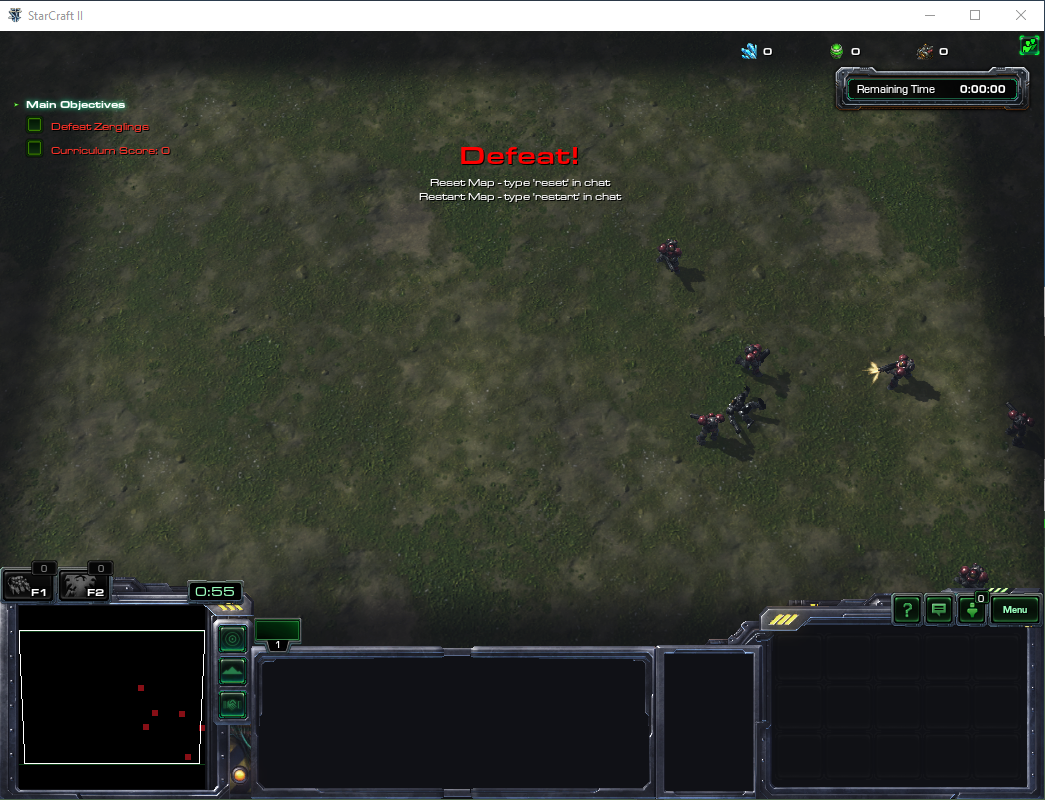 StarCraft II
0 0 0
Remaining Time 0:00:00
Main Objectives
Defeat Zerglings
Curriculum Score: 0
Defeat!
Reset Map - type 'reset' in chat
Restart Map - type 'restart' in chat
0 0
F1 F2
0:55
1
0
? Menu